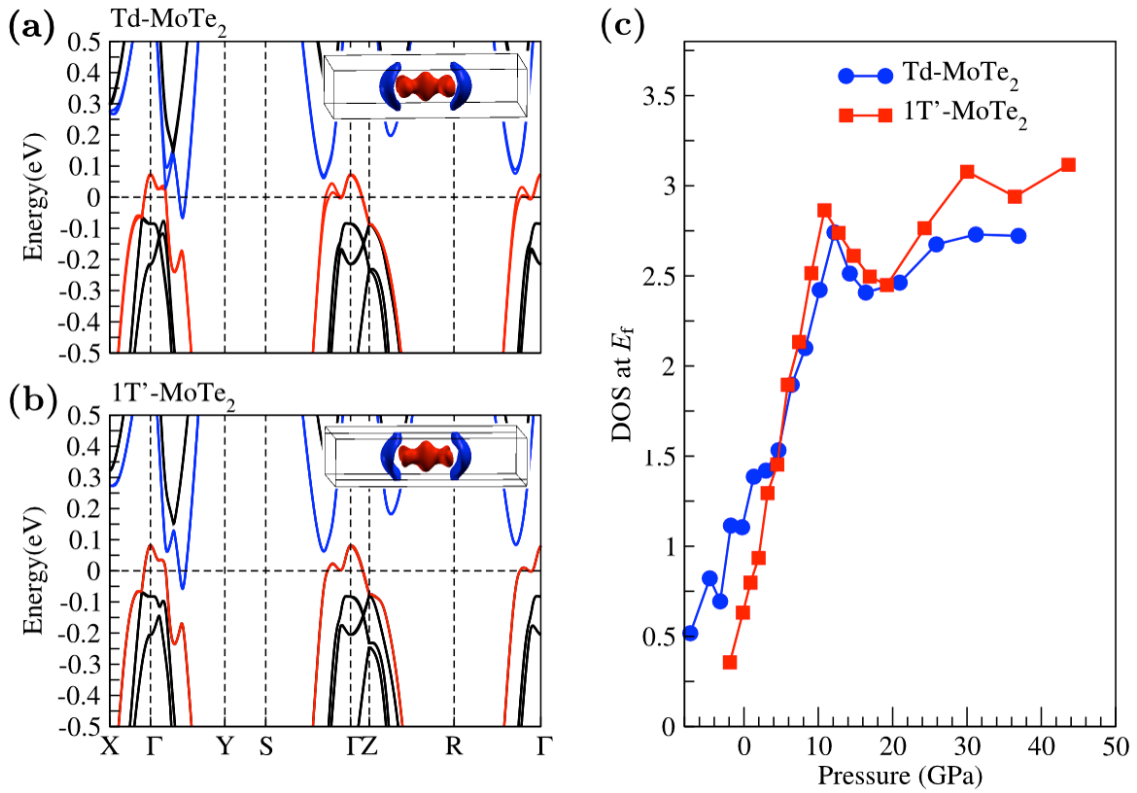 (a)
Td-MoTe2
0.5
0.4
0.3
0.2
0.1
0
-0.1
-0.2
-0.3
-0.4
-0.5
Energy(eV)
(b)
1T’-MoTe2
0.5
0.4
0.3
0.2
0.1
0
-0.1
-0.2
-0.3
-0.4
-0.5
Energy(eV)
X Γ Y S Γ Z R Γ
(c)
Td-MoTe2
1T’-MoTe2
3.5
3
2.5
2
1.5
1
0.5
0
DOS at Ef
0 10 20 30 40 50
Pressure (GPa)